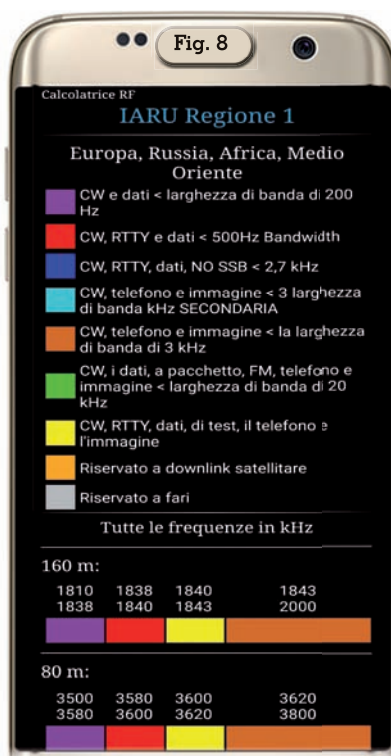 Fig. 8
Calcolatrice RF
IARU Regione 1
Europa, Russia, Africa, Medio
Oriente
CW e dati < larghezza di banda di 200
Hz
CW, RTTY e dati < 500Hz Bandwidth
CW, RTTY, dati, NO SSB < 2,7 kHz
CW, telefono e immagine < 3 larghezza
di banda kHz SECONDARIA
CW, telefono e immagine < la larghezza
di banda di 3 kHz
CW, i dati, a pacchetto, FM, telefono e
immagine < larghezza di banda di 20
kHz
CW, RTTY, dati, di test, il telefono e
l'immagine
Riservato a downlink satellitare
Riservato a fari
Tutte le frequenze in kHz
160 m:
1810 1838 1840 1843
1838 1840 1843 2000
80 m:
3500 3580 3600 3620
3580 3600 3620 3800